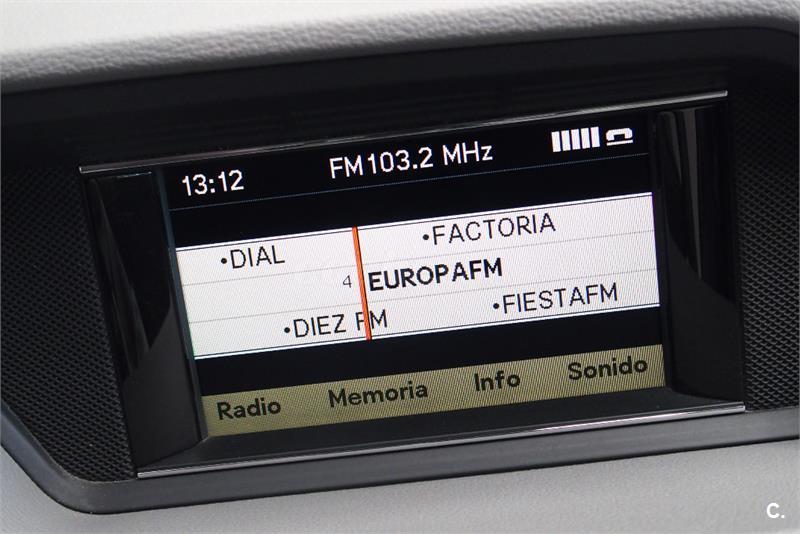 13:12 FM103.2 MHz
•DIAL •FACTORIA
4 EUROPAFM
•DIEZ FM •FIESTAFM
Radio Memoria Info Sonido
C.